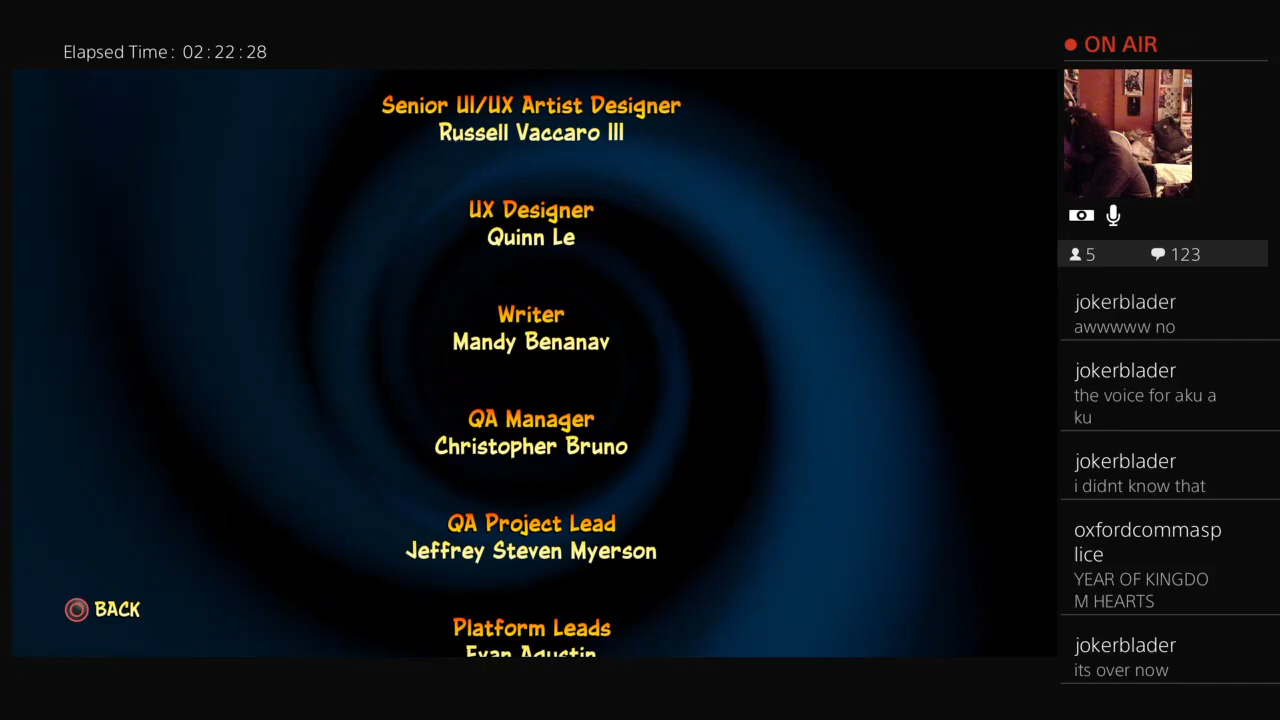 Elapsed Time: 02:22:28
ON AIR
Senior UI/UX Artist Designer
Russell Vaccaro III
UX Designer
Quinn Le
Writer
Mandy Benanav
QA Manager
Christopher Bruno
QA Project Lead
Jeffrey Steven Myerson
Platform Leads
Evan Agustin
BACK
5 123
jokerblader
awwwww no
jokerblader
the voice for aku a
ku
jokerblader
i didnt know that
oxfordcommasp
lice
YEAR OF KINGDO
M HEARTS
jokerblader
its over now